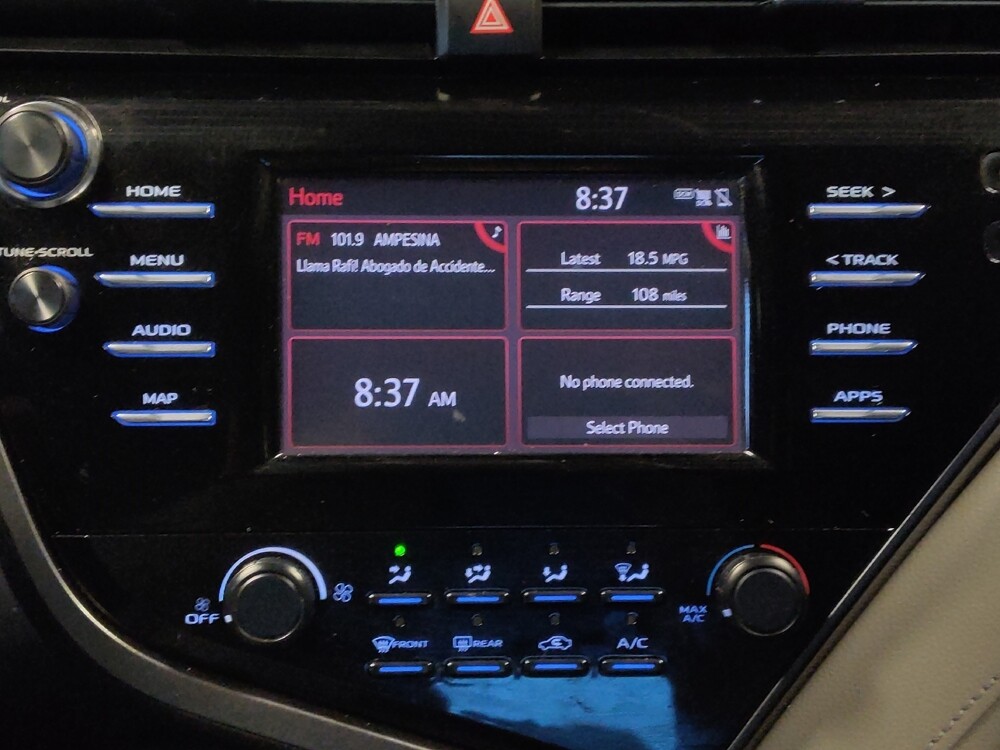 HOME
TUNE·SCROLL
MENU
AUDIO
MAP
Home
8:37
FM 101.9 AMPESINA
Llama Rafi! Abogado de Accidente...
Latest 18.5 MPG
Range 108 miles
8:37 AM
No phone connected.
Select Phone
SEEK >
< TRACK
PHONE
APPS
OFF
MAX
A/C
FRONT
REAR
A/C